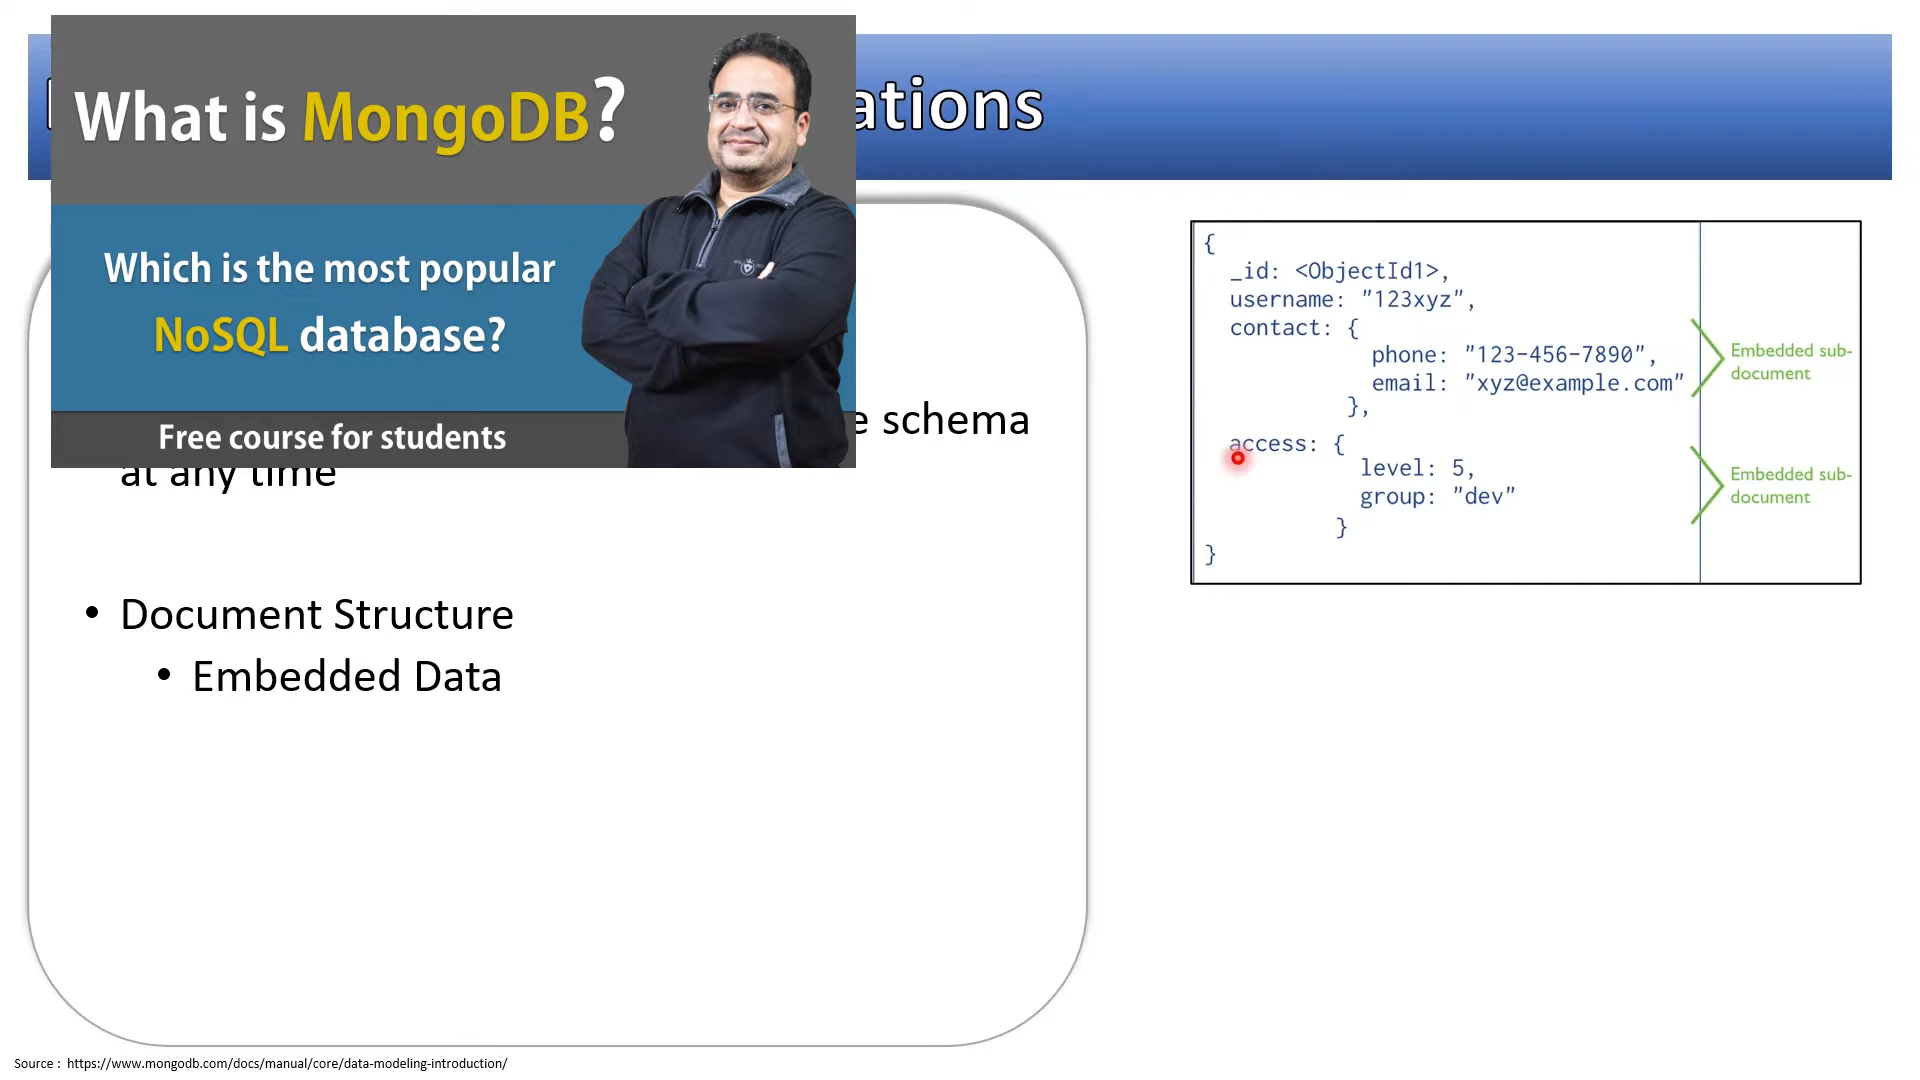 What is MongoDB?
Which is the most popular
NoSQL database?
Free course for students
ations
e schema
at any time
• Document Structure
• Embedded Data
{
_id: <ObjectId1>,
username: "123xyz",
contact: {
phone: "123-456-7890",
email: "xyz@example.com"
},
access: {
level: 5,
group: "dev"
}
}
Embedded sub-
document
Embedded sub-
document
Source : https://www.mongodb.com/docs/manual/core/data-modeling-introduction/